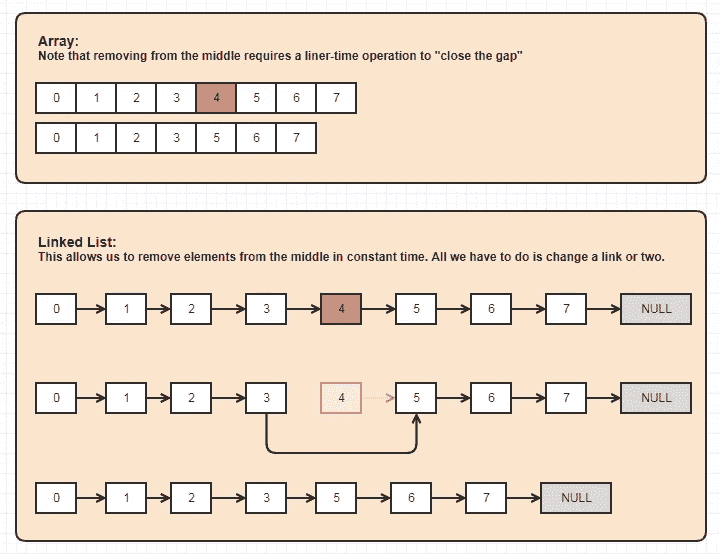 Array:
Note that removing from the middle requires a liner-time operation to "close the gap"
0 1 2 3 4 5 6 7
0 1 2 3 5 6 7
Linked List:
This allows us to remove elements from the middle in constant time. All we have to do is change a link or two.
0 1 2 3 4 5 6 7 NULL
0 1 2 3 4 5 6 7 NULL
0 1 2 3 5 6 7 NULL